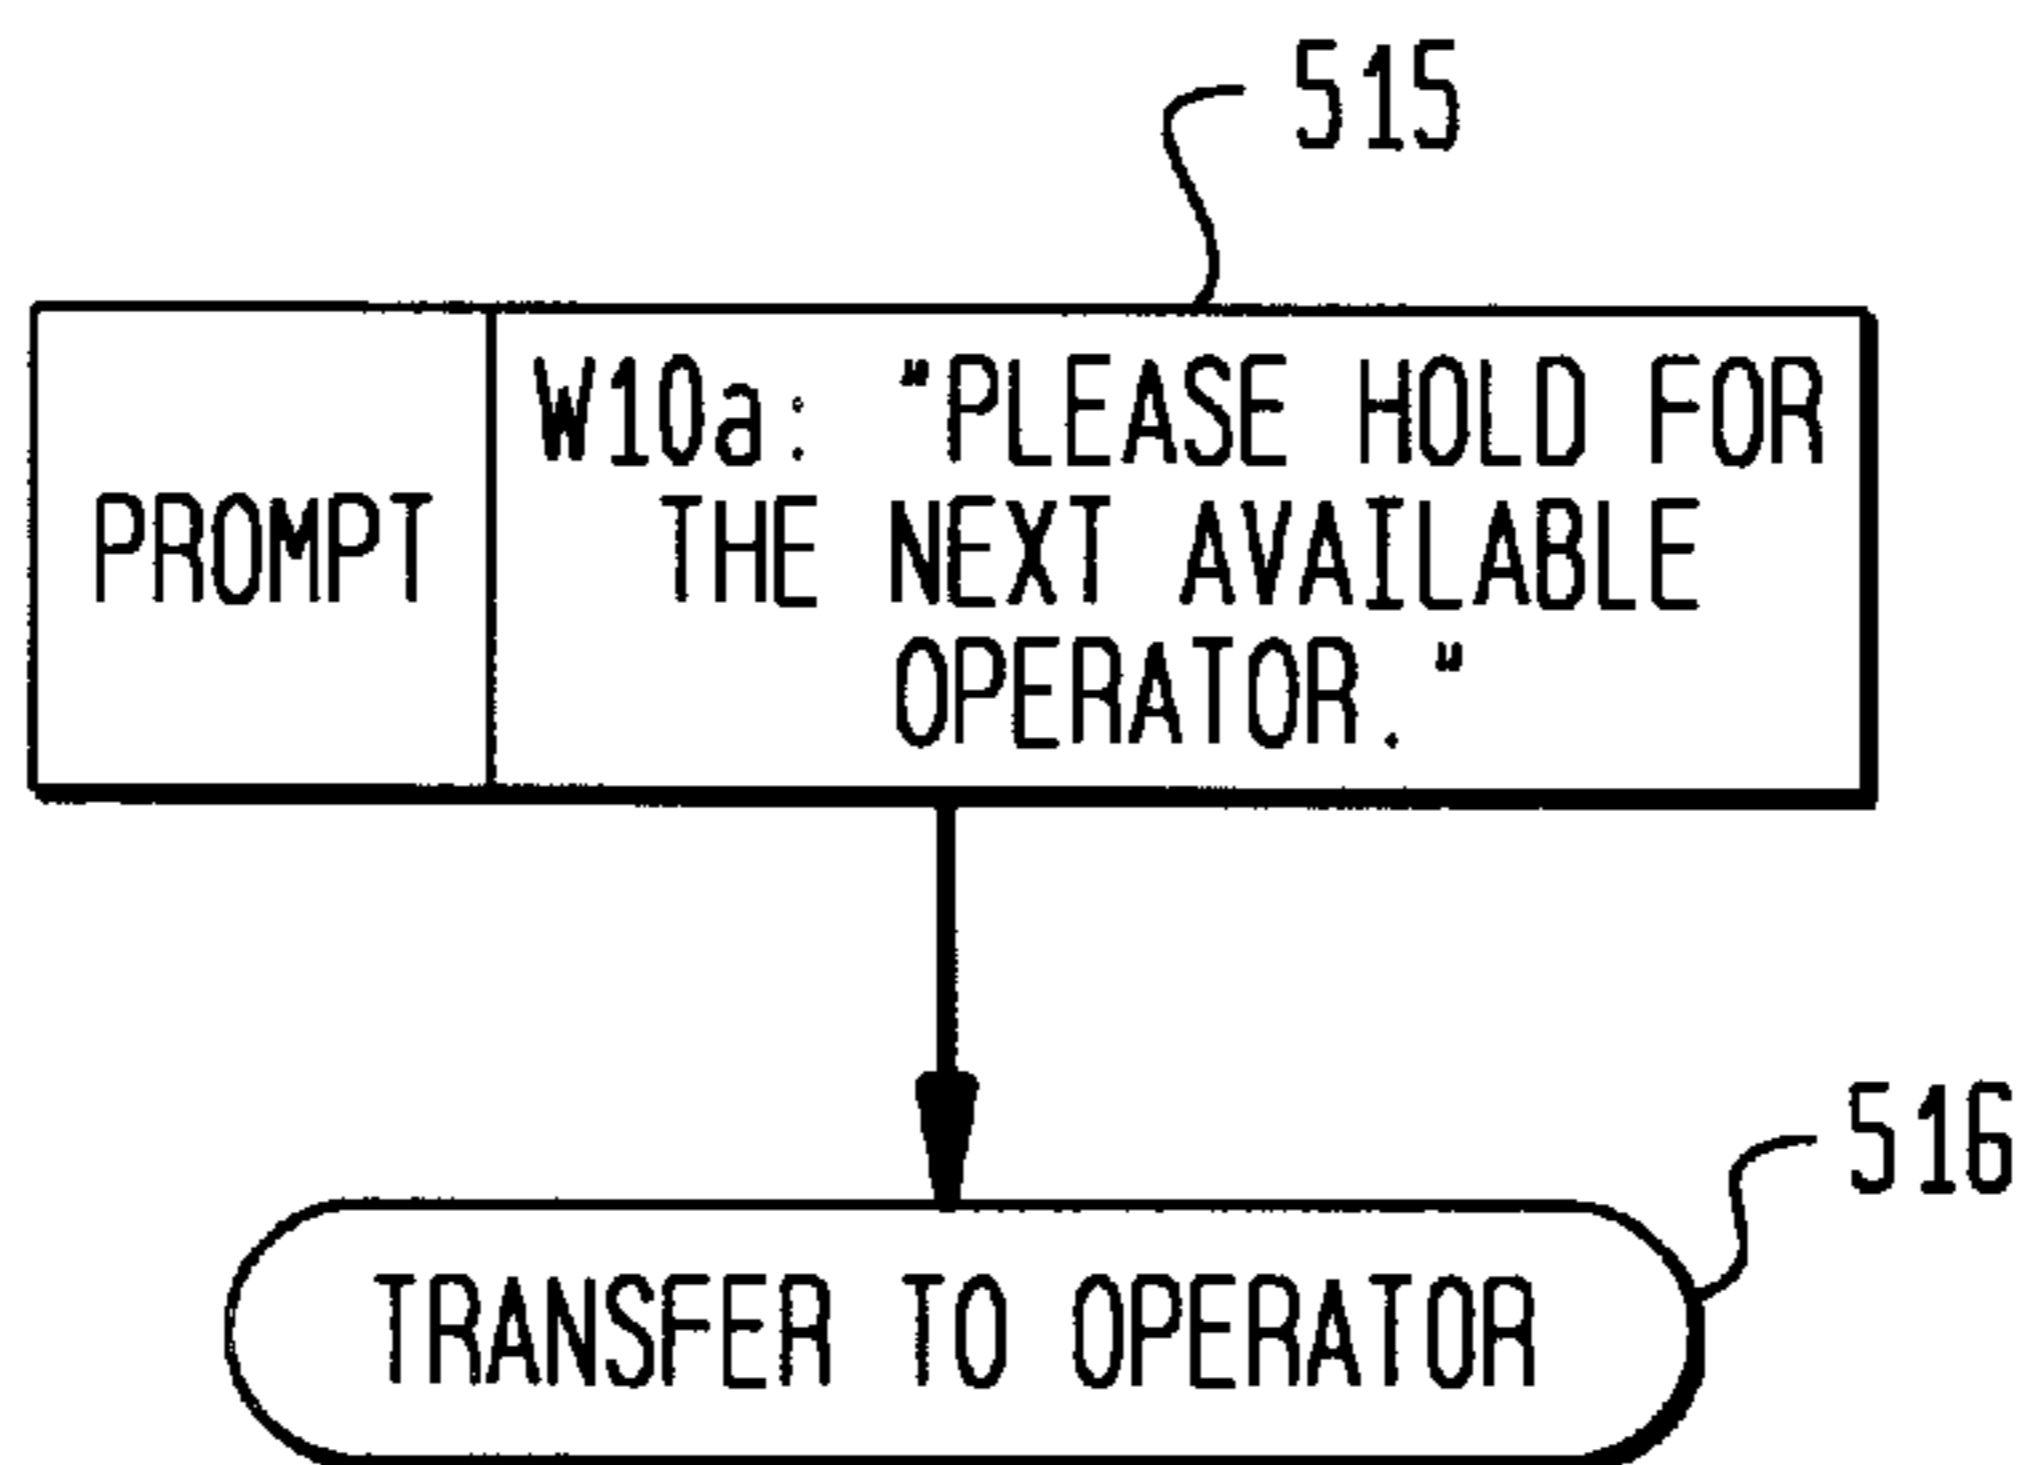 515
W10a: "PLEASE HOLD FOR
PROMPT
THE NEXT AVAILABLE
OPERATOR."
516
TRANSFER TO OPERATOR